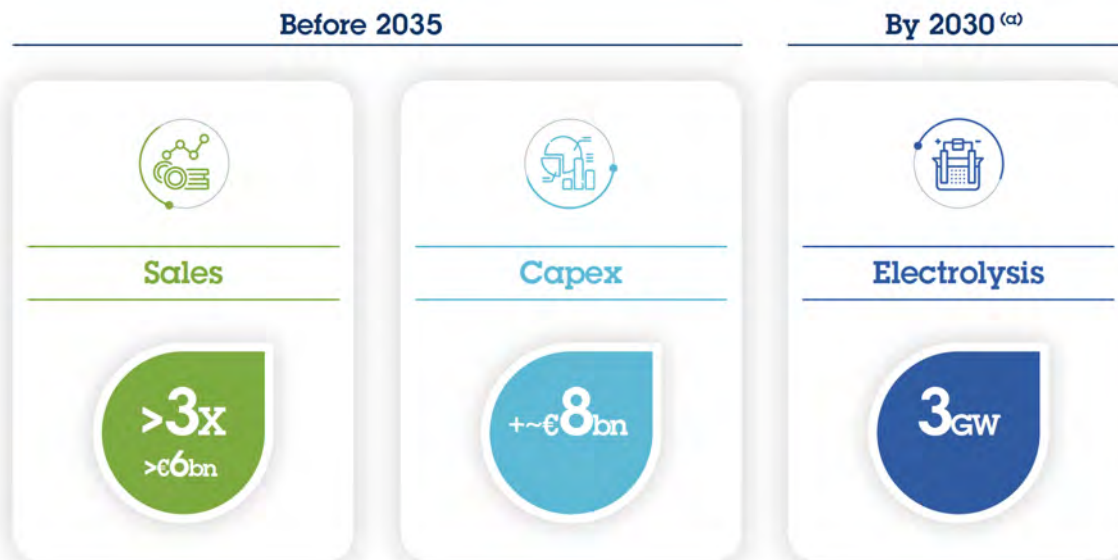 Before 2035
By 2030 (a)
Sales
Capex
Electrolysis
>3x
>€6bn
+~€8bn
3GW